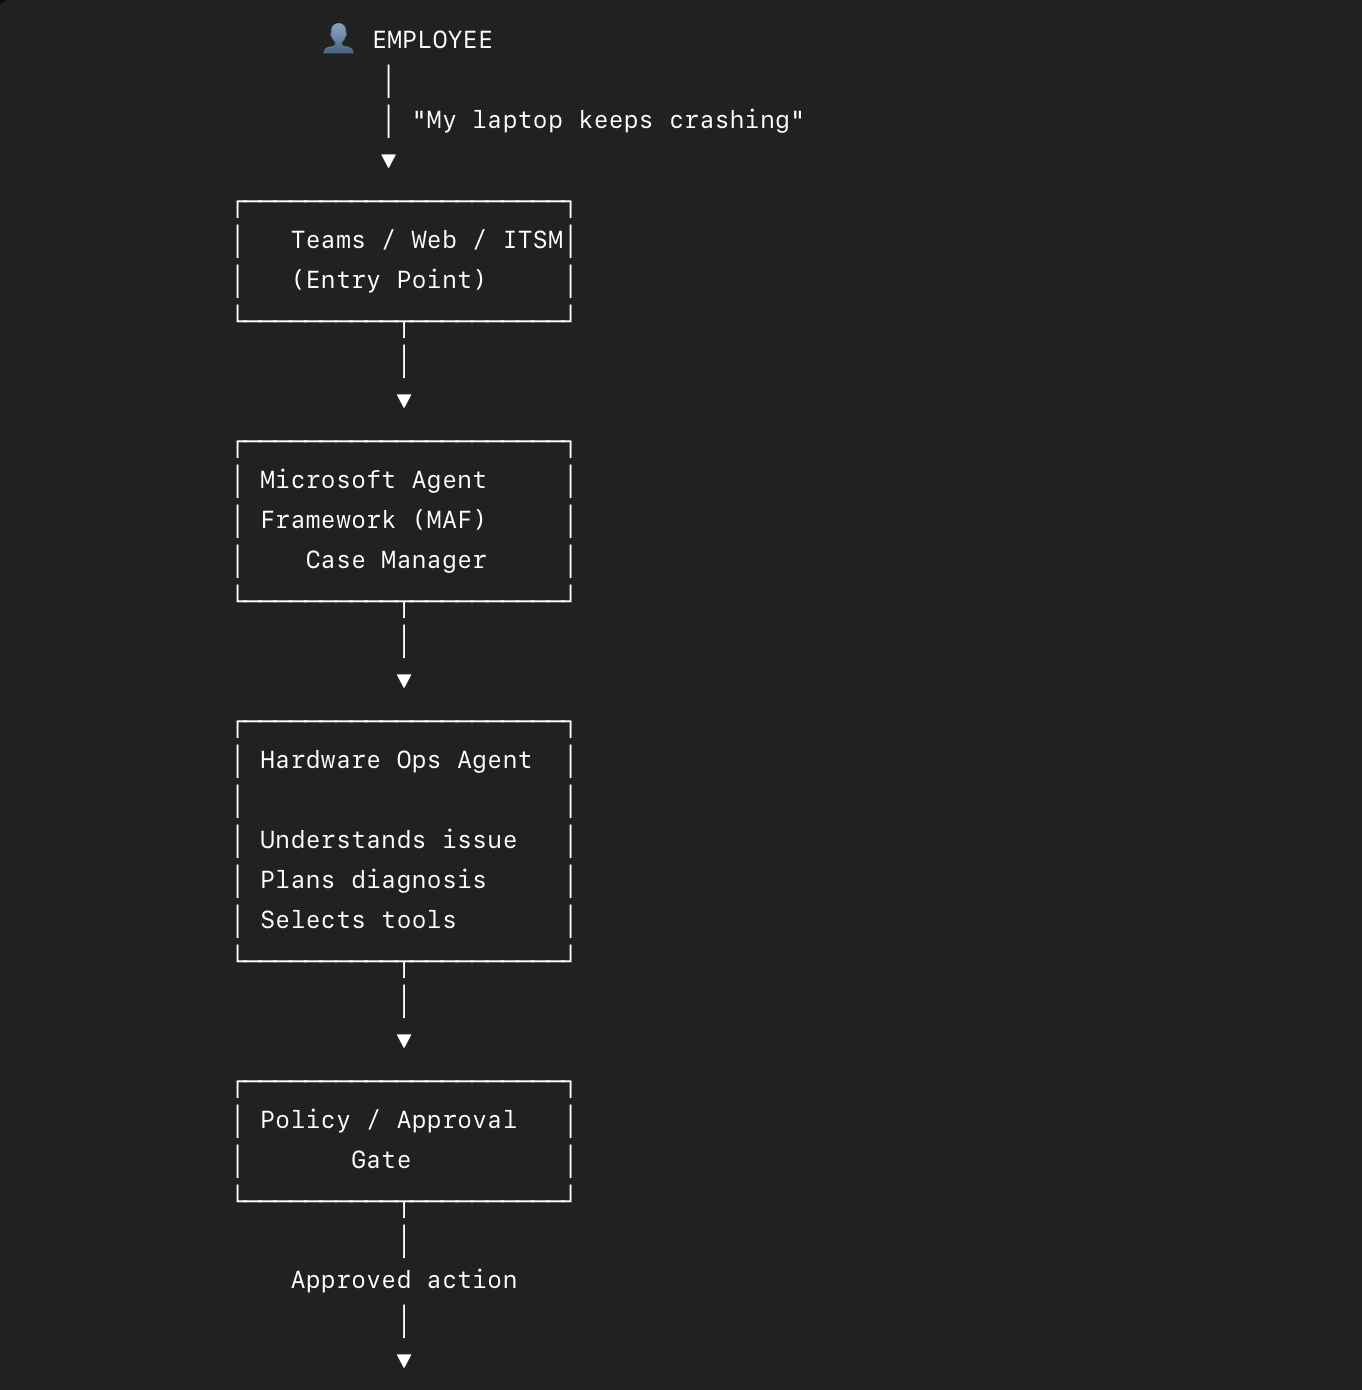 EMPLOYEE
"My laptop keeps crashing"
Teams / Web / ITSM
(Entry Point)
Microsoft Agent
Framework (MAF)
Case Manager
Hardware Ops Agent
Understands issue
Plans diagnosis
Selects tools
Policy / Approval
Gate
Approved action